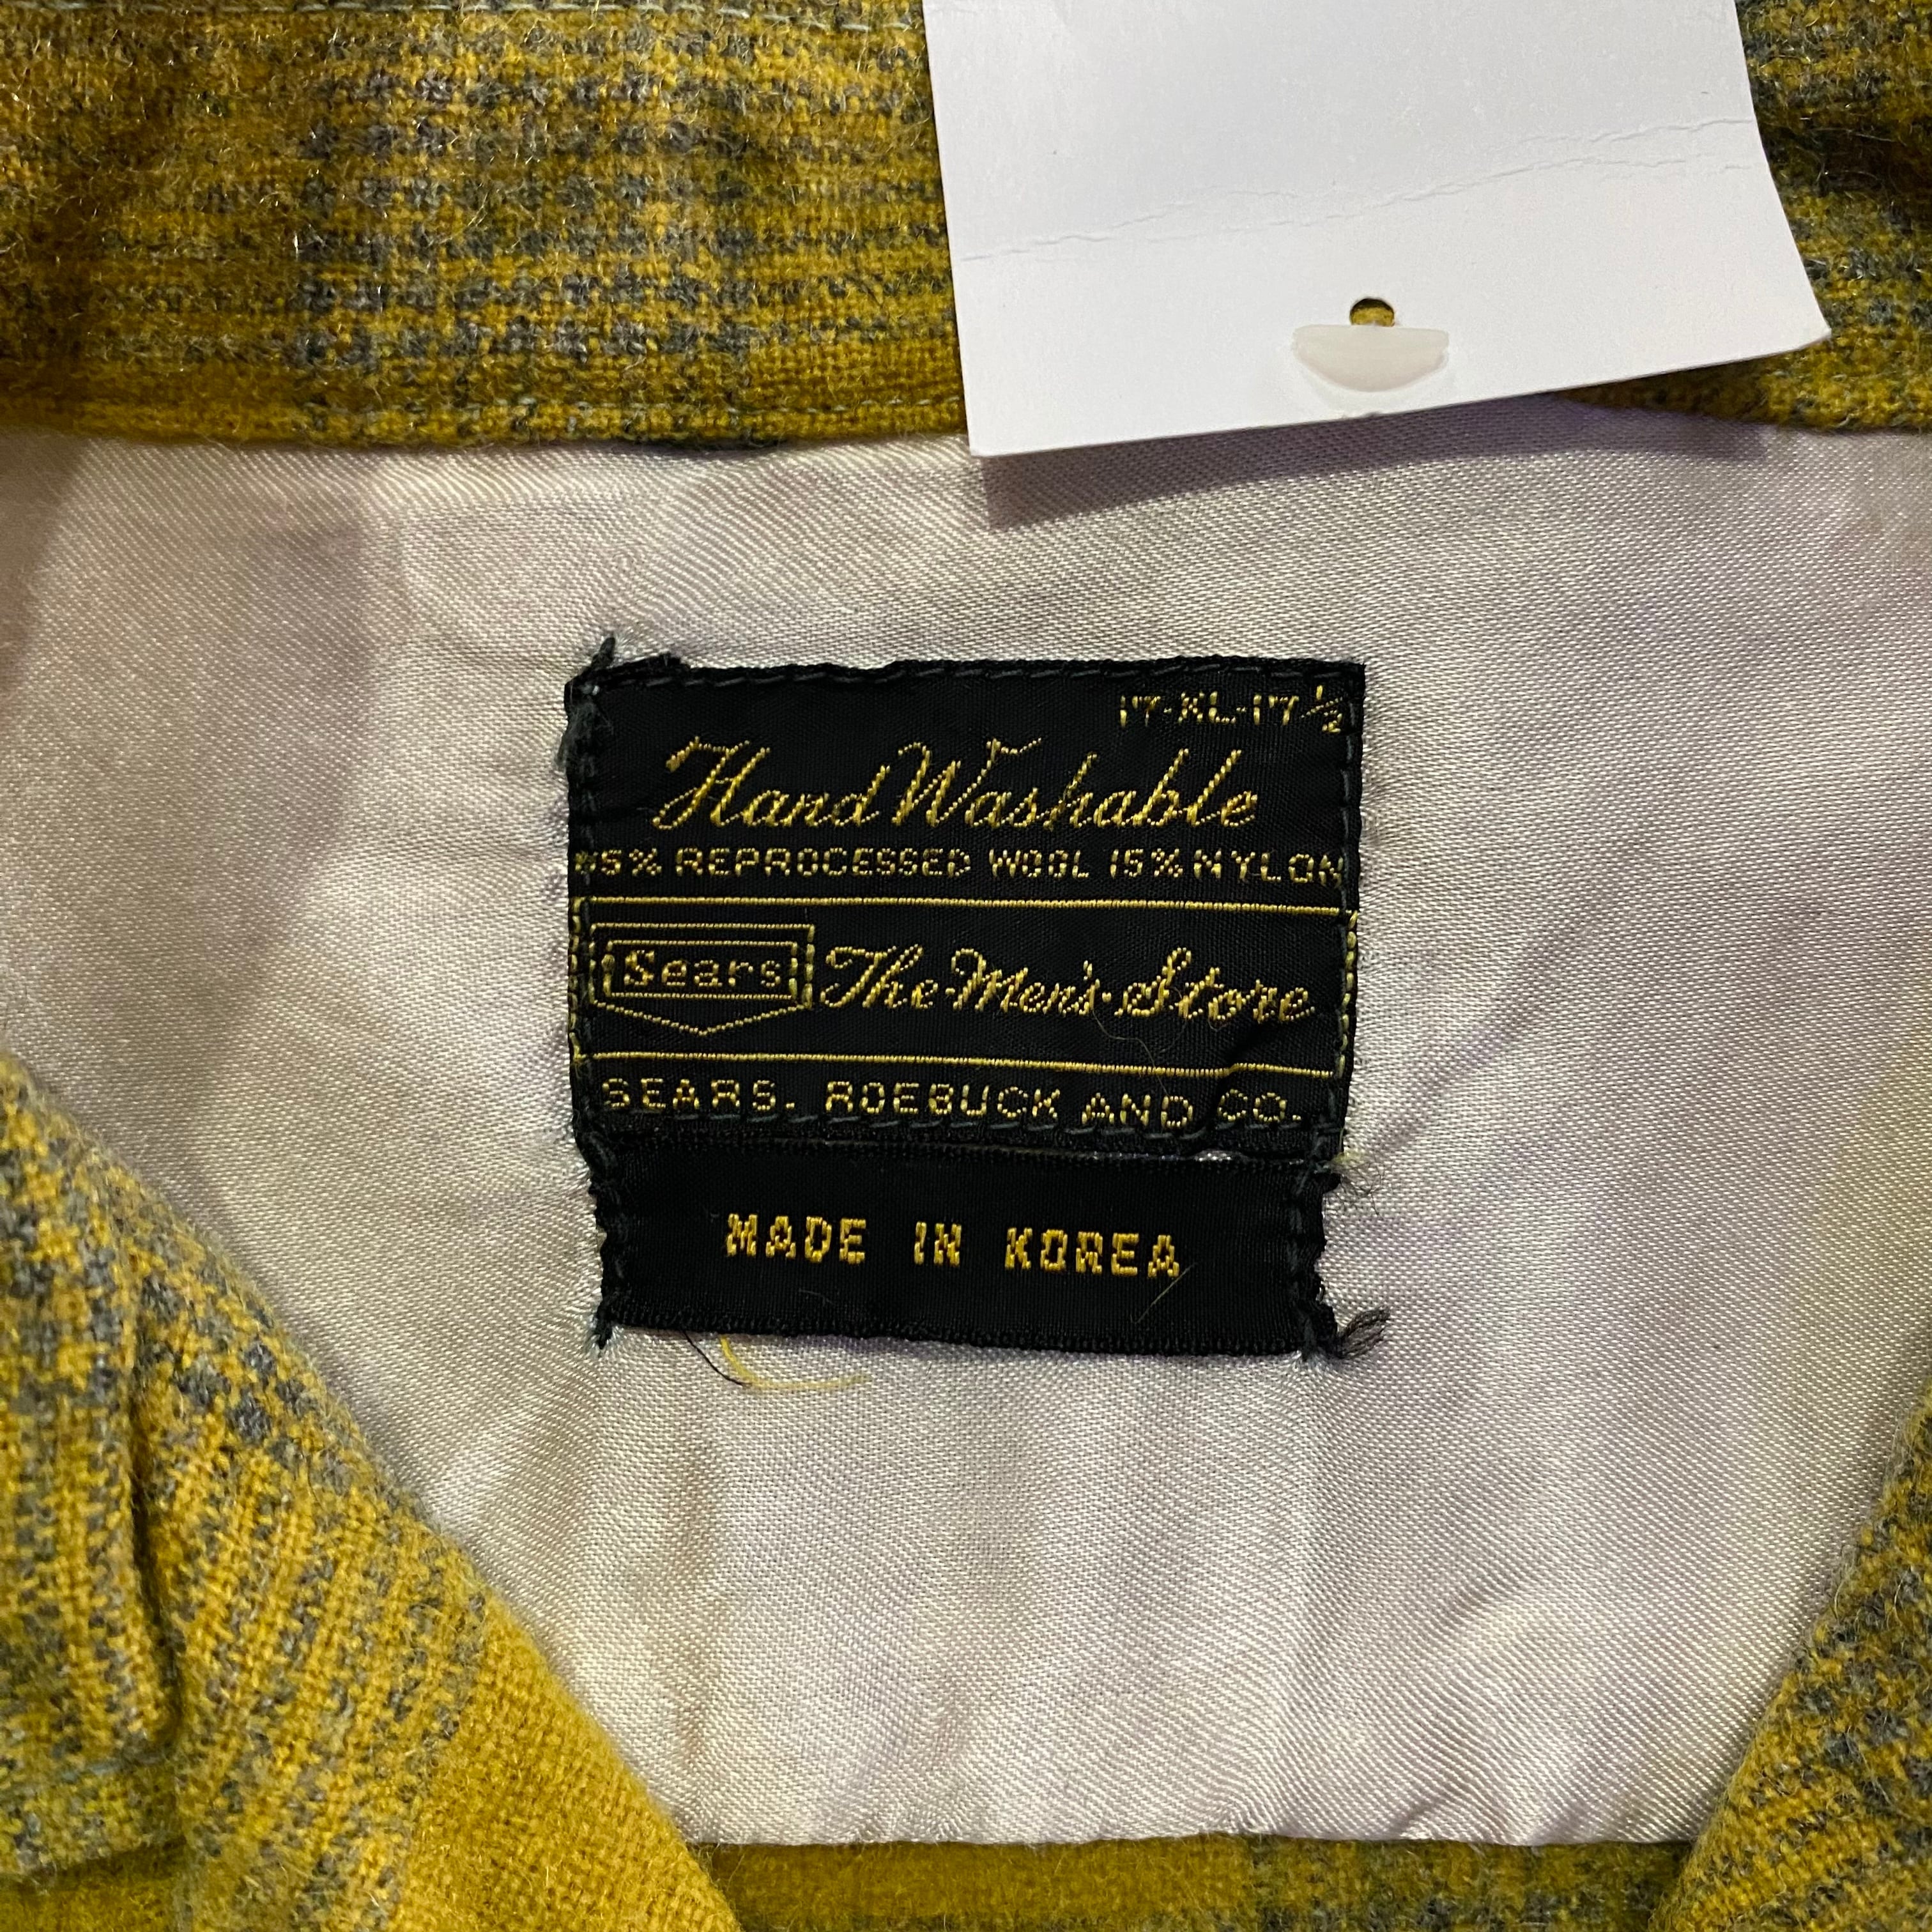 17-XL-17½
Hand Washable
REPROCESSED WOOL 15% NYLON
Sears The Men's Store
SEARS, ROEBUCK AND CO.
MADE IN KOREA